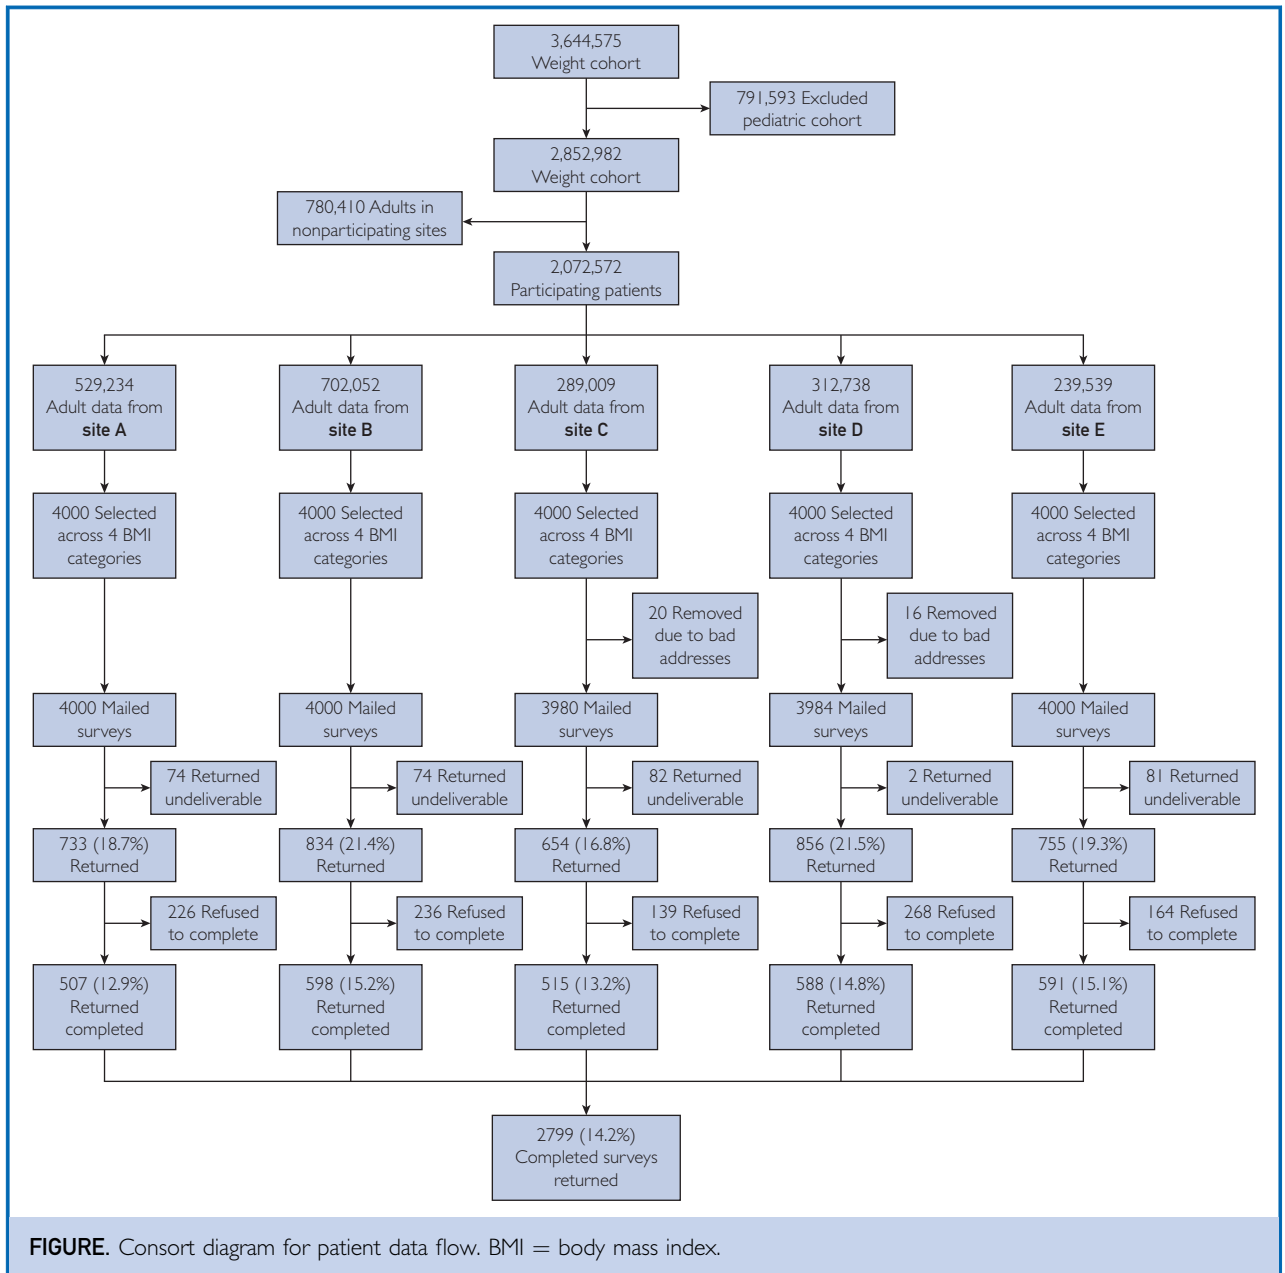 3,644,575
Weight cohort
791,593 Excluded
pediatric cohort
2,852,982
Weight cohort
780,410 Adults in
nonparticipating sites
2,072,572
Participating patients
529,234
Adult data from
site A
702,052
Adult data from
site B
289,009
Adult data from
site C
312,738
Adult data from
site D
239,539
Adult data from
site E
4000 Selected
across 4 BMI
categories
4000 Selected
across 4 BMI
categories
4000 Selected
across 4 BMI
categories
4000 Selected
across 4 BMI
categories
4000 Selected
across 4 BMI
categories
20 Removed
due to bad
addresses
16 Removed
due to bad
addresses
4000 Mailed
surveys
4000 Mailed
surveys
3980 Mailed
surveys
3984 Mailed
surveys
4000 Mailed
surveys
74 Returned
undeliverable
74 Returned
undeliverable
82 Returned
undeliverable
2 Returned
undeliverable
81 Returned
undeliverable
733 (18.7%)
Returned
834 (21.4%)
Returned
654 (16.8%)
Returned
856 (21.5%)
Returned
755 (19.3%)
Returned
226 Refused
to complete
236 Refused
to complete
139 Refused
to complete
268 Refused
to complete
164 Refused
to complete
507 (12.9%)
Returned
completed
598 (15.2%)
Returned
completed
515 (13.2%)
Returned
completed
588 (14.8%)
Returned
completed
591 (15.1%)
Returned
completed
2799 (14.2%)
Completed surveys
returned
FIGURE. Consort diagram for patient data flow. BMI = body mass index.